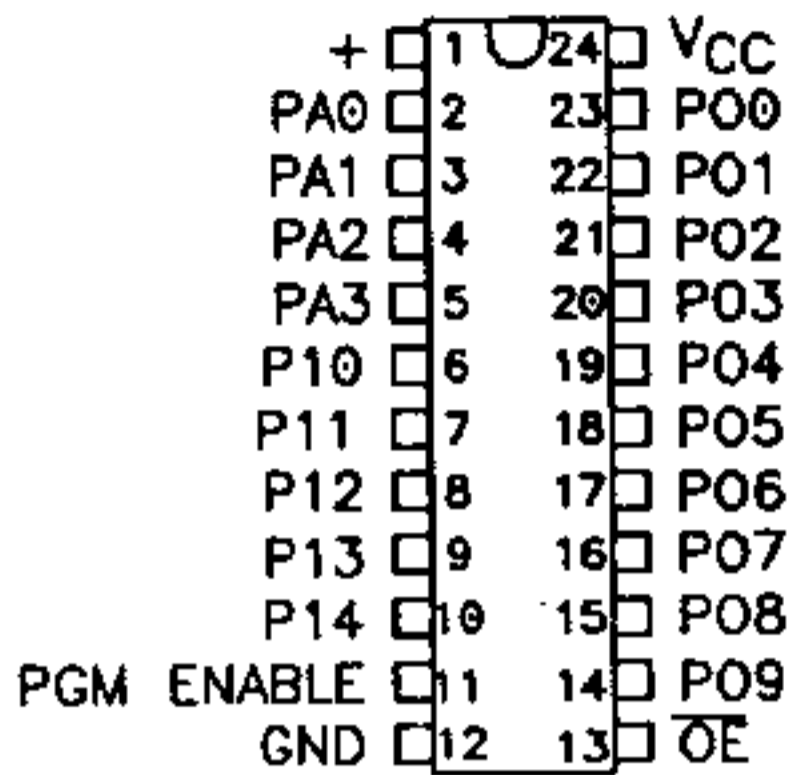 + 1 24 VCC
PA0 2 23 PO0
PA1 3 22 PO1
PA2 4 21 PO2
PA3 5 20 PO3
P10 6 19 PO4
P11 7 18 PO5
P12 8 17 PO6
P13 9 16 PO7
P14 10 15 PO8
PGM ENABLE 11 14 PO9
GND 12 13 O̅E̅